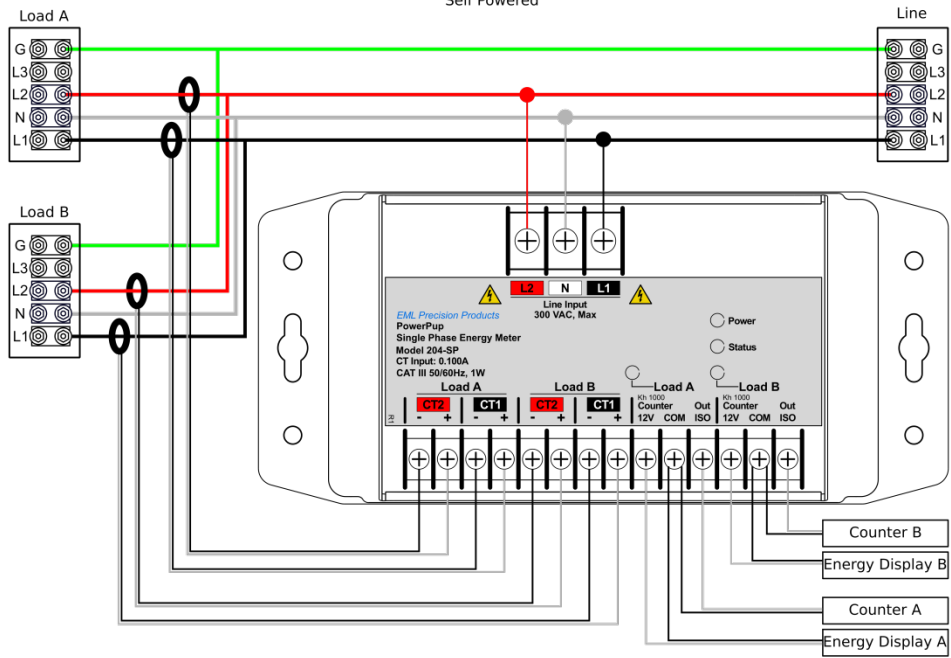 Self Powered
Load A
Line
G
L3
L2
N
L1
G
L3
L2
N
L1
Load B
G
L3
L2
N
L1
L2 N L1
Line Input
300 VAC, Max
EML Precision Products
PowerPup
Single Phase Energy Meter
Model 204-SP
CT Input: 0.100A
CAT III 50/60Hz, 1W
Power
Status
Load A Load B Load A Load B
CT2 CT1 CT2 CT1
- + - + - + - +
Kh 1000 Kh 1000
Counter Out Counter Out
12V COM ISO 12V COM ISO
R1
Counter B
Energy Display B
Counter A
Energy Display A